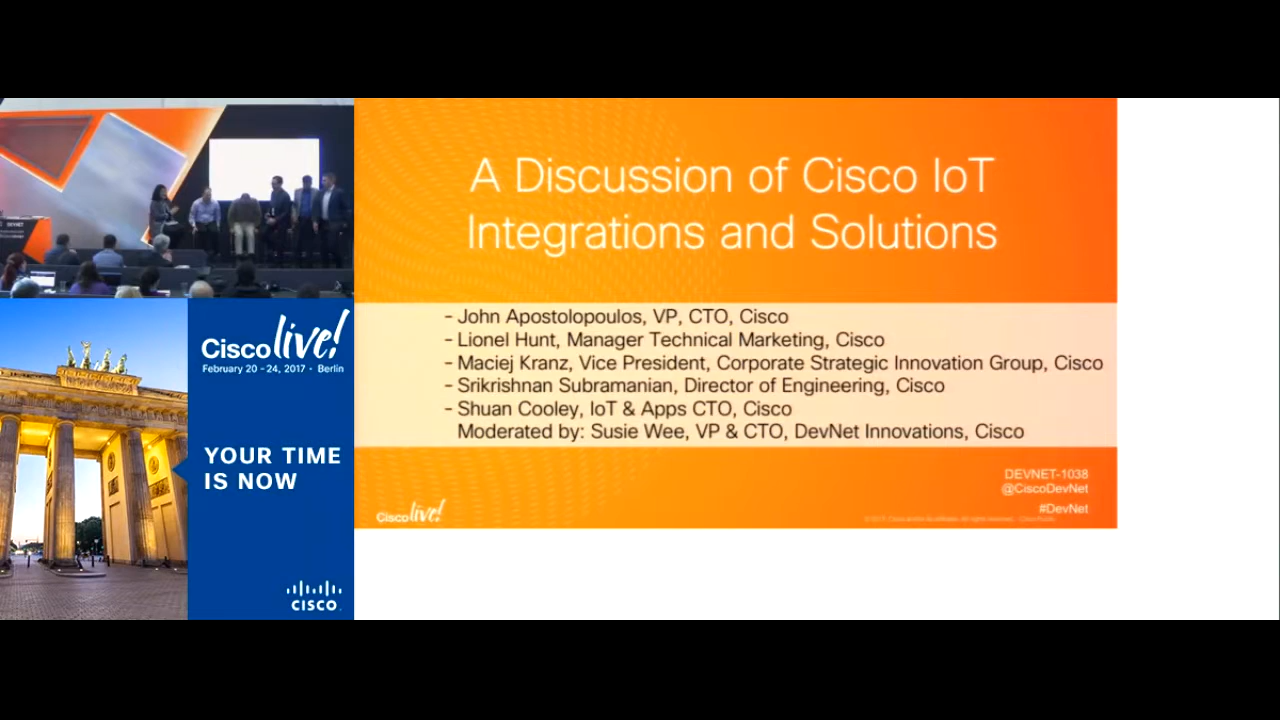 DEVNET
Cisco live!
February 20 - 24, 2017 • Berlin
YOUR TIME
IS NOW
CISCO
A Discussion of Cisco IoT
Integrations and Solutions
- John Apostolopoulos, VP, CTO, Cisco
- Lionel Hunt, Manager Technical Marketing, Cisco
- Maciej Kranz, Vice President, Corporate Strategic Innovation Group, Cisco
- Srikrishnan Subramanian, Director of Engineering, Cisco
- Shuan Cooley, IoT & Apps CTO, Cisco
Moderated by: Susie Wee, VP & CTO, DevNet Innovations, Cisco
DEVNET-1038
@CiscoDevNet
#DevNet
Cisco live!